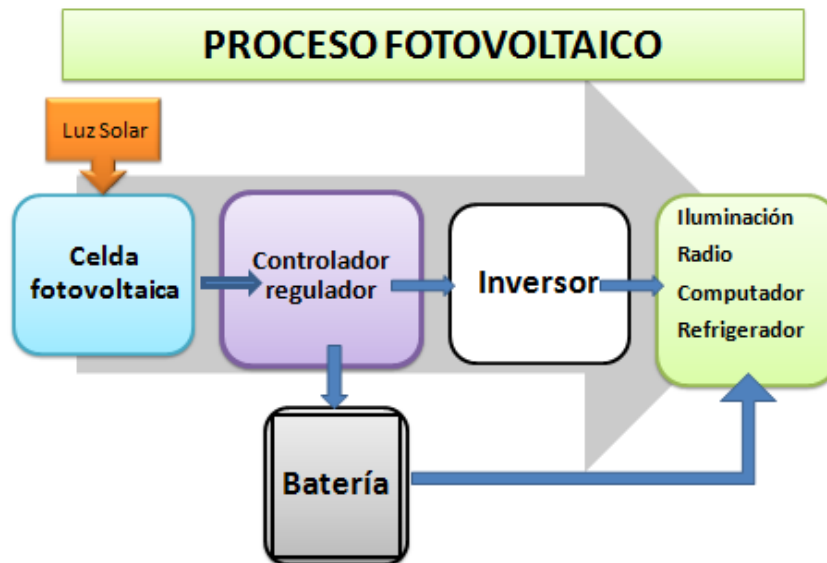 PROCESO FOTOVOLTAICO
Luz Solar
Celda
fotovoltaica
Controlador
regulador
Inversor
Iluminación
Radio
Computador
Refrigerador
Batería